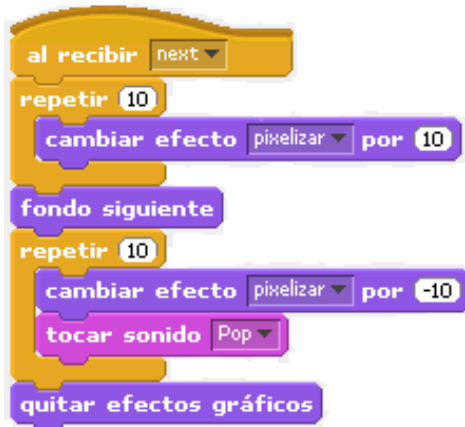 al recibir next
repetir 10
cambiar efecto pixelizar por 10
fondo siguiente
repetir 10
cambiar efecto pixelizar por -10
tocar sonido Pop
quitar efectos gráficos